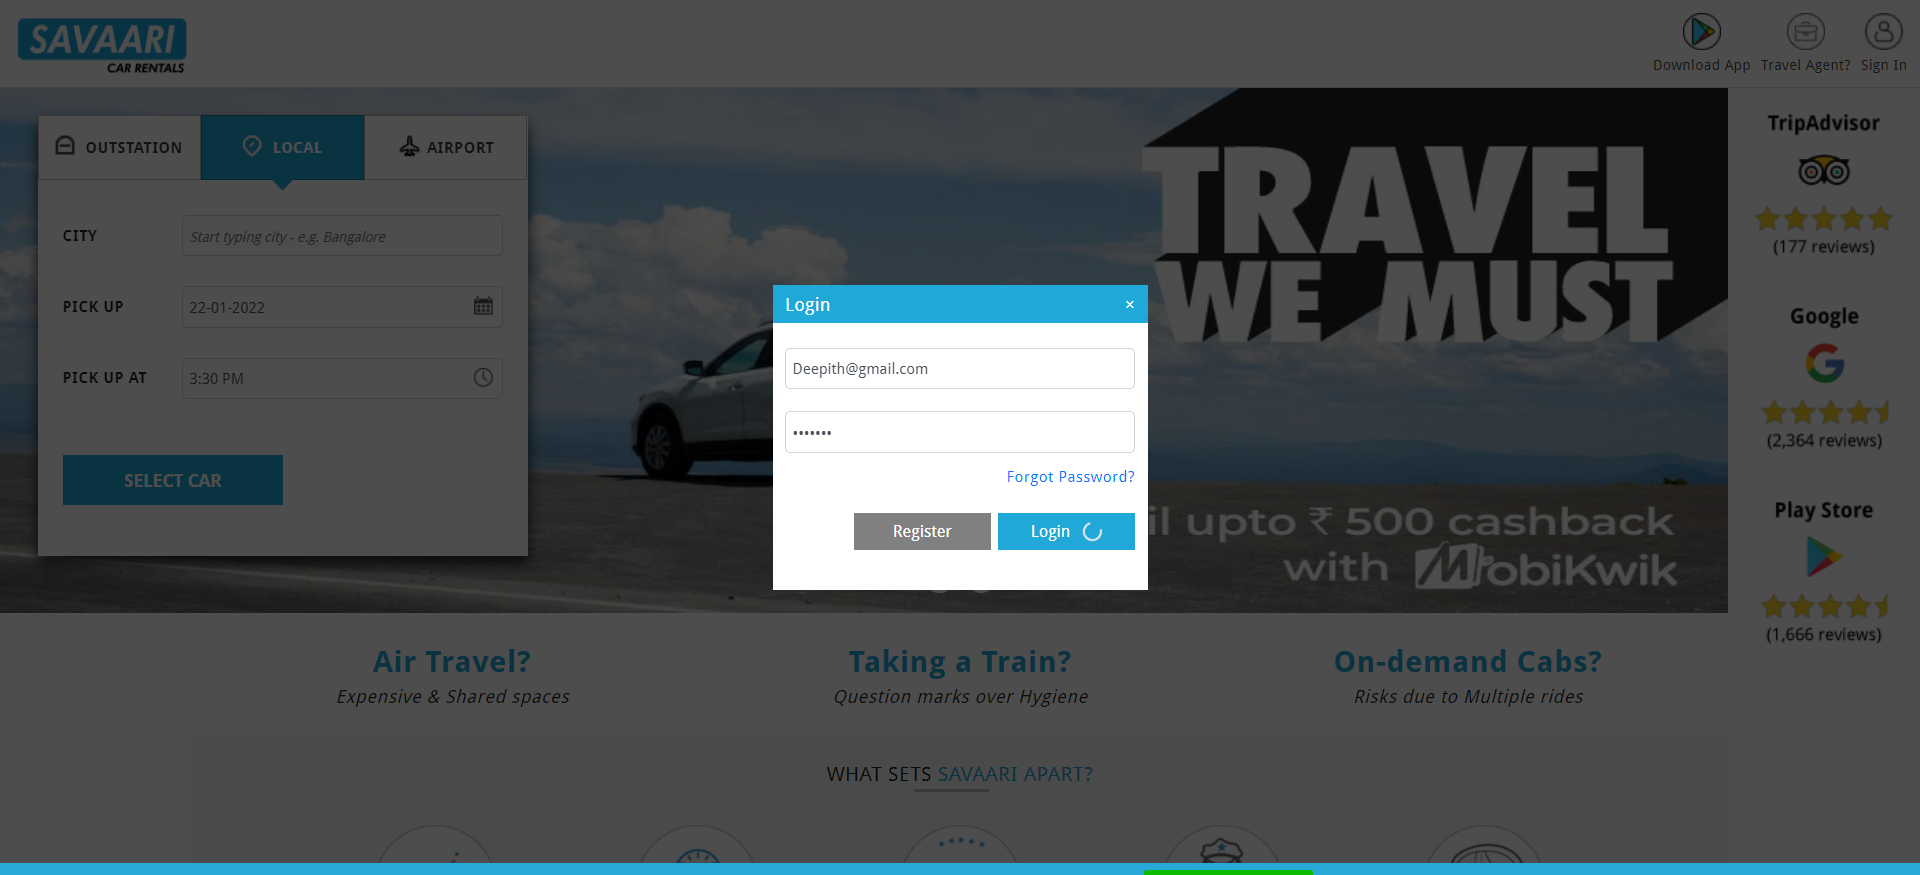 SAVAARI
CAR RENTALS
Download App
Travel Agent?
Sign In
OUTSTATION
LOCAL
AIRPORT
CITY
Start typing city - e.g. Bangalore
PICK UP
22-01-2022
PICK UP AT
3:30 PM
SELECT CAR
TRAVEL
WE MUST
il upto ₹ 500 cashback
with MobiKwik
Login
×
Deepith@gmail.com
•••••••
Forgot Password?
Register
Login
TripAdvisor
(177 reviews)
Google
(2,364 reviews)
Play Store
(1,666 reviews)
Air Travel?
Expensive & Shared spaces
Taking a Train?
Question marks over Hygiene
On-demand Cabs?
Risks due to Multiple rides
WHAT SETS SAVAARI APART?